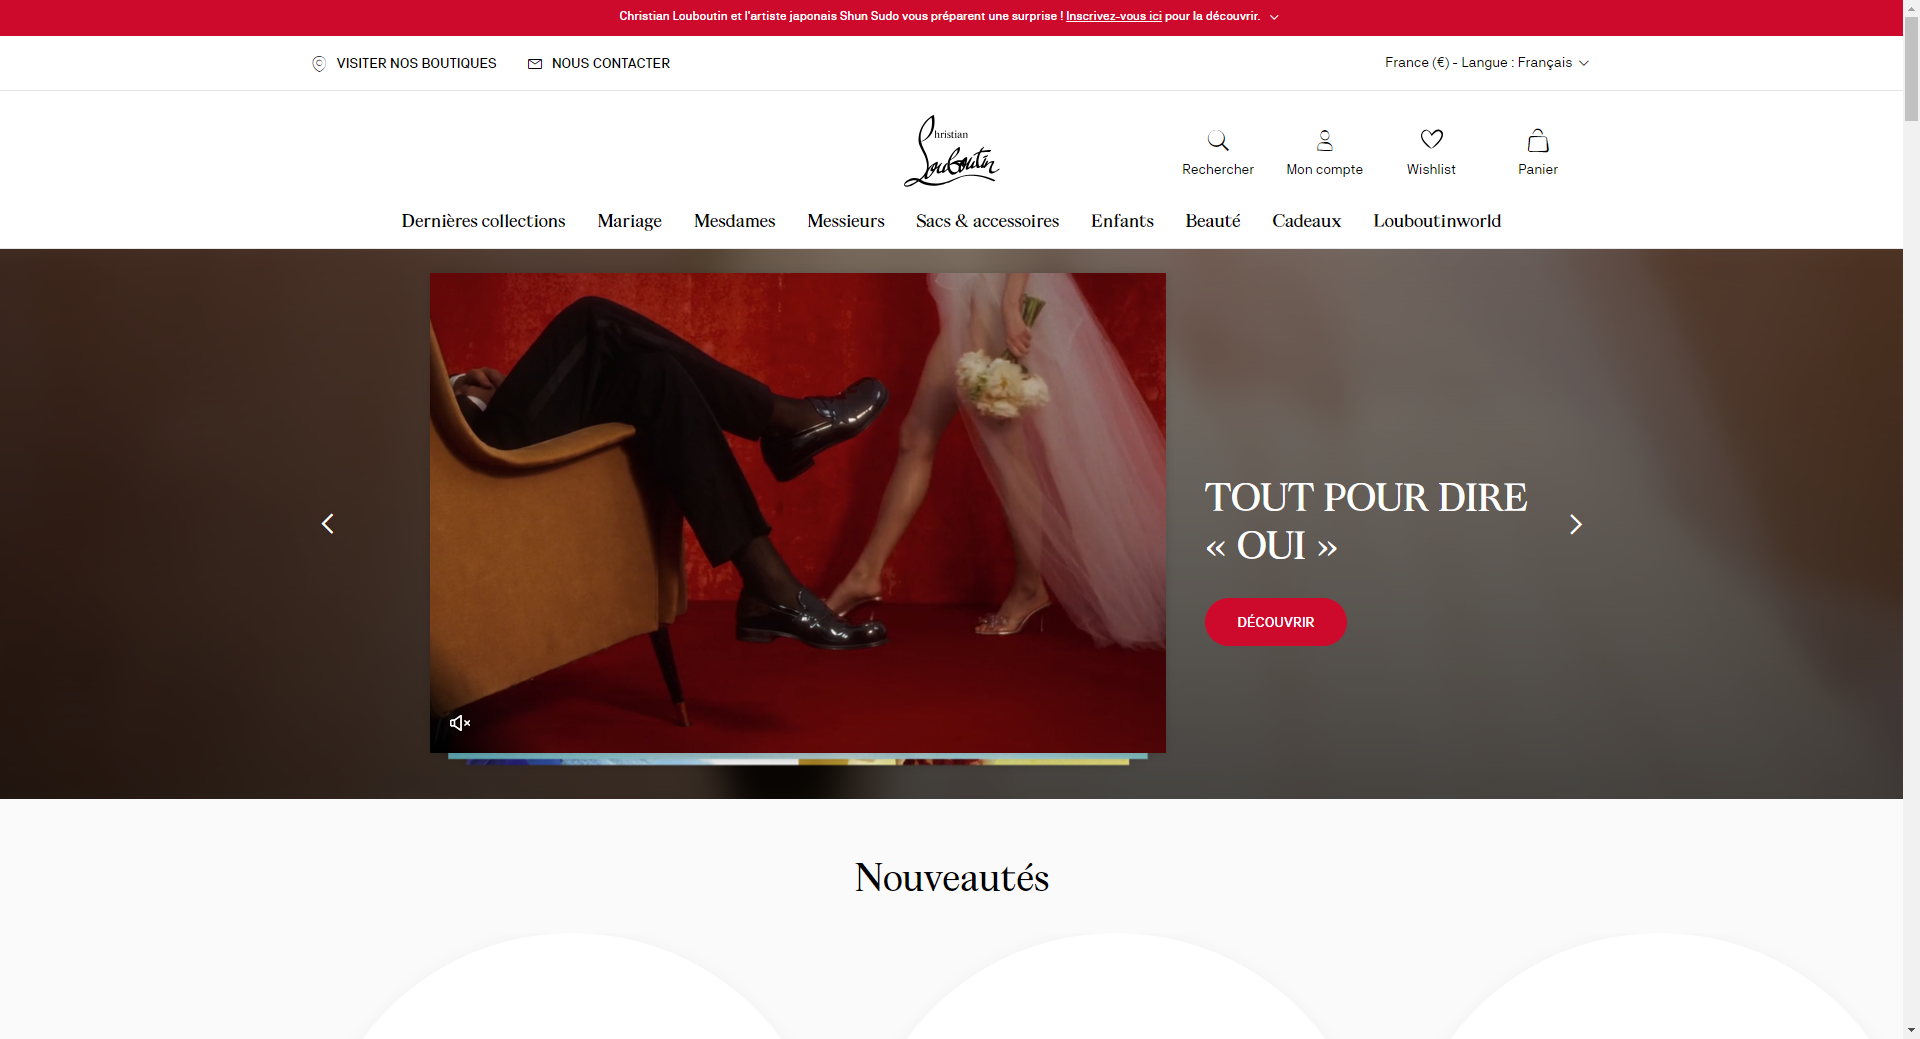 Christian Louboutin et l'artiste japonais Shun Sudo vous préparent une surprise ! Inscrivez-vous ici pour la découvrir.
VISITER NOS BOUTIQUES
NOUS CONTACTER
France (€) - Langue : Français
Christian
Louboutin
Rechercher
Mon compte
Wishlist
Panier
Dernières collections
Mariage
Mesdames
Messieurs
Sacs & accessoires
Enfants
Beauté
Cadeaux
Louboutinworld
TOUT POUR DIRE
« OUI »
DÉCOUVRIR
Nouveautés